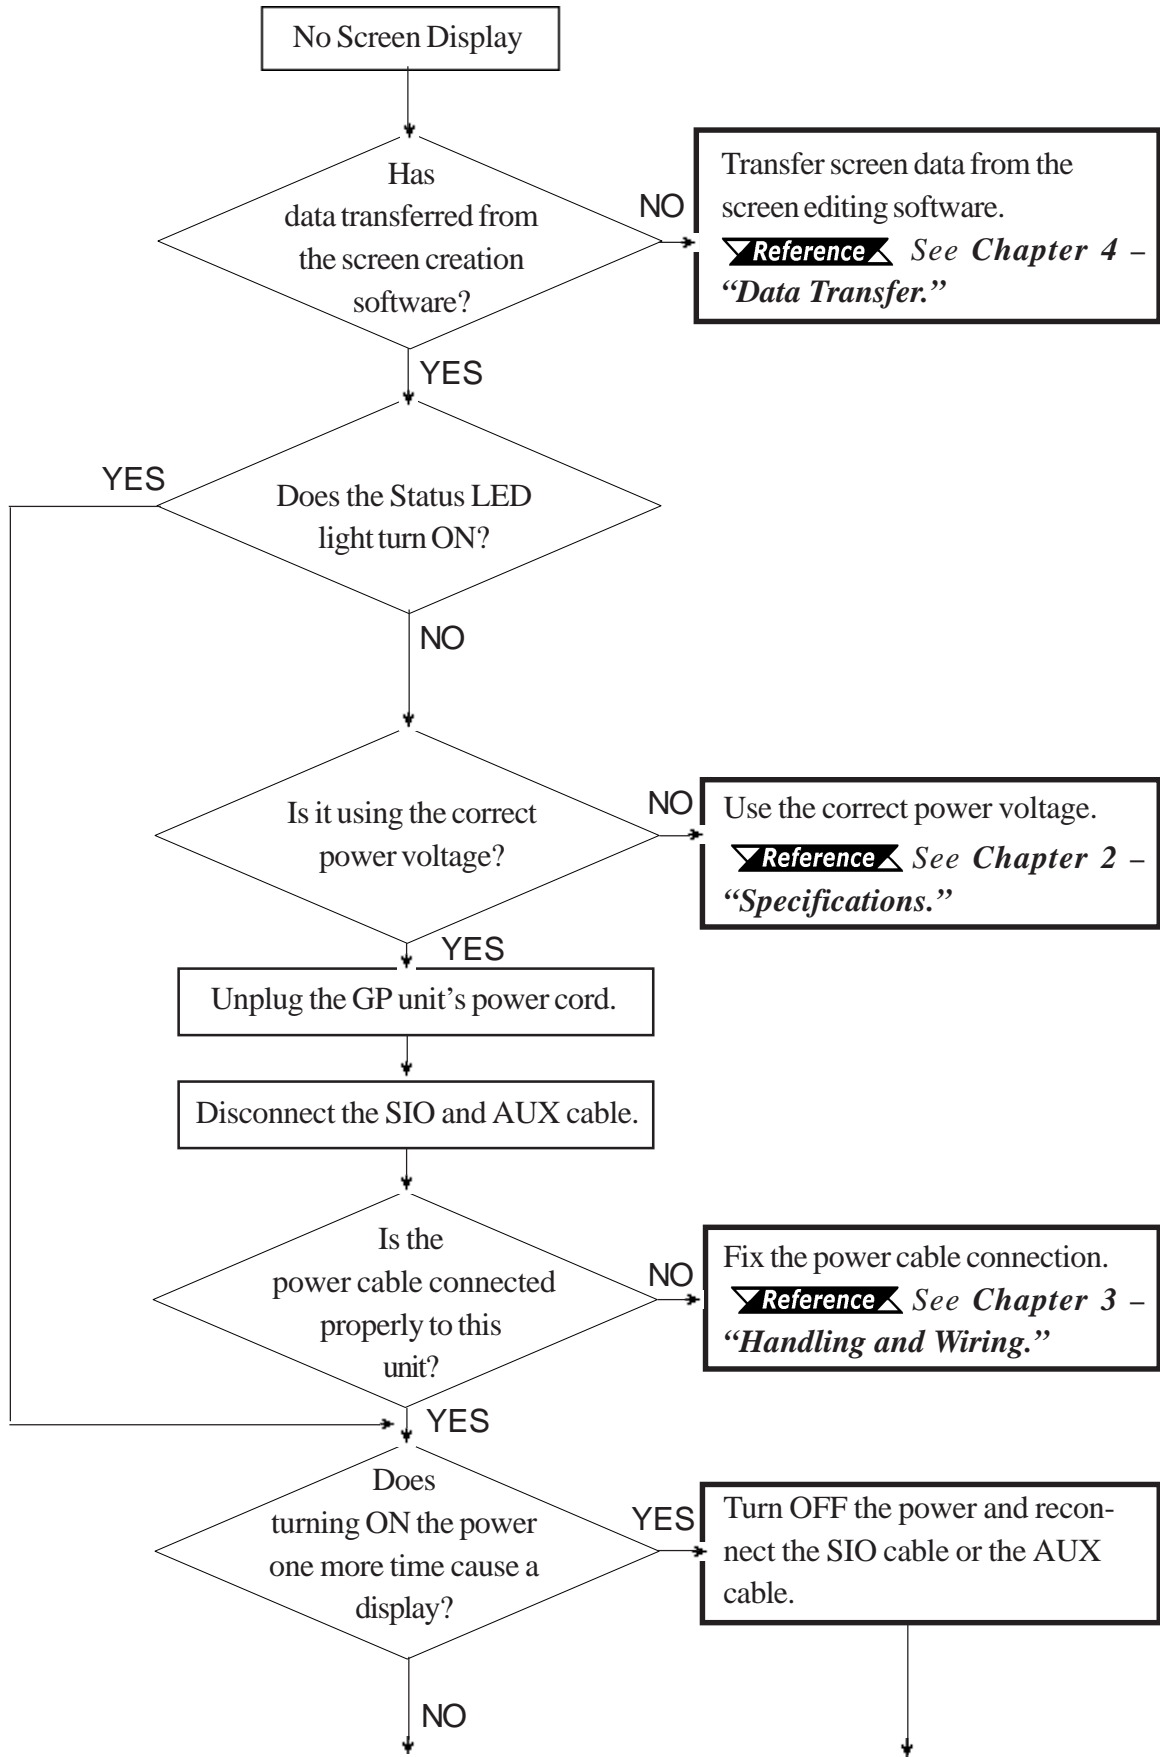 No Screen Display
Has
data transferred from
the screen creation
software?
NO
Transfer screen data from the
screen editing software.
Reference See Chapter 4 –
“Data Transfer.”
YES
YES
Does the Status LED
light turn ON?
NO
Is it using the correct
power voltage?
NO
Use the correct power voltage.
Reference See Chapter 2 –
“Specifications.”
YES
Unplug the GP unit’s power cord.
Disconnect the SIO and AUX cable.
Is the
power cable connected
properly to this
unit?
NO
Fix the power cable connection.
Reference See Chapter 3 –
“Handling and Wiring.”
YES
Does
turning ON the power
one more time cause a
display?
YES
Turn OFF the power and recon-
nect the SIO cable or the AUX
cable.
NO